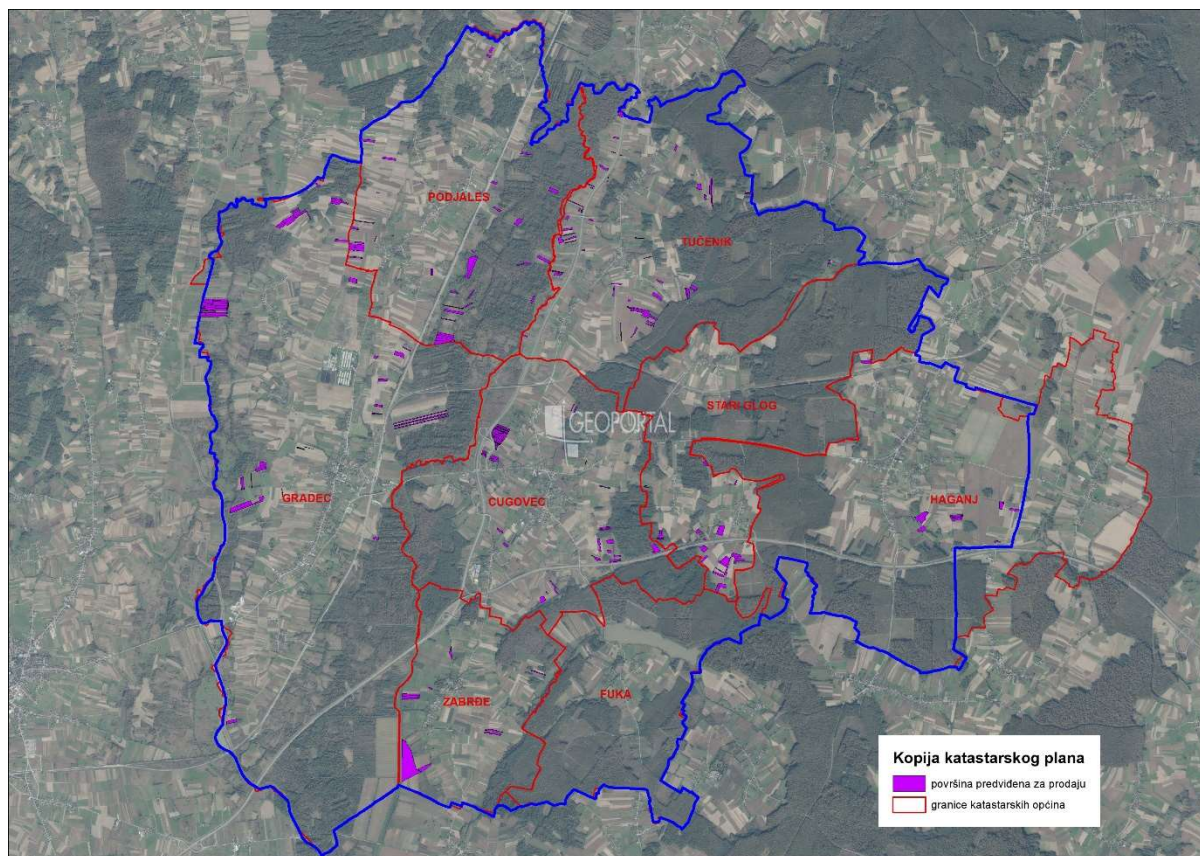 PODJALES
TUČENIK
STARI GLOG
GEOPORTAL
GRADEC
CUGOVEC
HAGANJ
ZABRĐE
FUKA
Kopija katastarskog plana
površina predviđena za prodaju
granice katastarskih općina